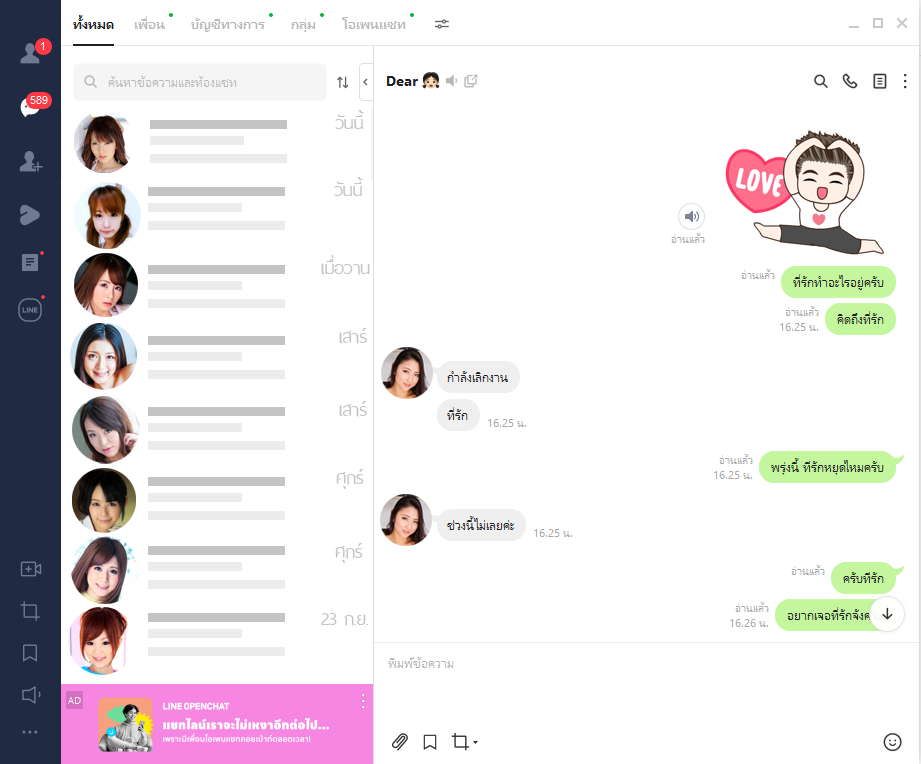 1
589
LINE
ทั้งหมด
เพื่อน
บัญชีทางการ
กลุ่ม
โอเพนแชท
ค้นหาข้อความและห้องแชท
วันนี้
วันนี้
เมื่อวาน
เสาร์
เสาร์
ศุกร์
ศุกร์
23 ก.ย.
AD
LINE OPENCHAT
แชทไลน์เราจะไม่เหงาอีกต่อไป...
เพราะมีเพื่อนโอเพนแชทคอยเม้าท์ตลอดเวลา!
Dear
LOVE
อ่านแล้ว
อ่านแล้ว
ที่รักทำอะไรอยู่ครับ
อ่านแล้ว
16.25 น.
คิดถึงที่รัก
กำลังเลิกงาน
ที่รัก
16.25 น.
อ่านแล้ว
16.25 น.
พรุ่งนี้ ที่รักหยุดไหมครับ
ช่วงนี้ไม่เลยค่ะ
16.25 น.
อ่านแล้ว
ครับที่รัก
อ่านแล้ว
16.26 น.
อยากเจอที่รักจัง
พิมพ์ข้อความ